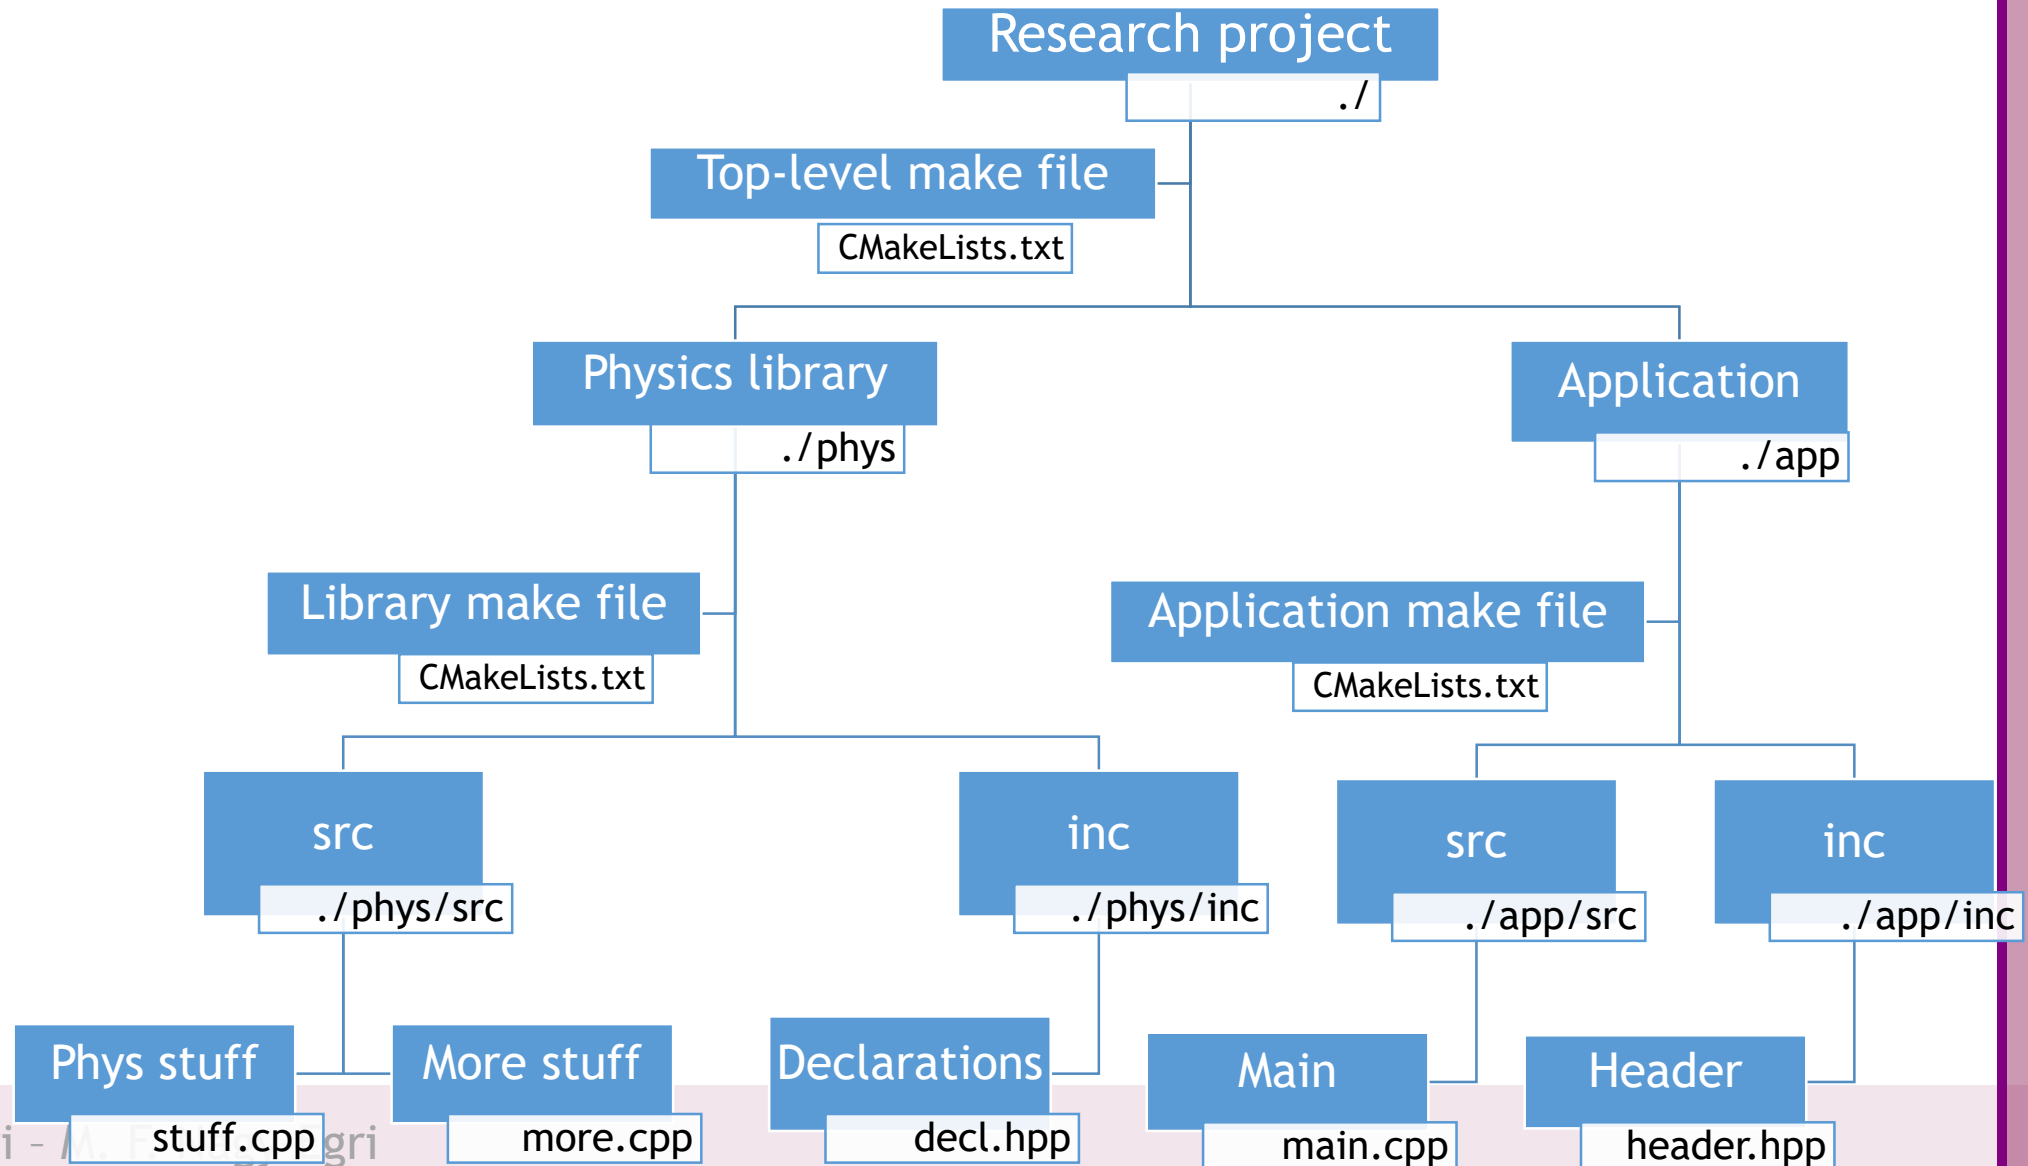 Research project
./
Top-level make file
CMakeLists.txt
Physics library
./phys
Application
./app
Library make file
CMakeLists.txt
Application make file
CMakeLists.txt
src
./phys/src
inc
./phys/inc
src
./app/src
inc
./app/inc
Phys stuff
stuff.cpp
More stuff
more.cpp
Declarations
decl.hpp
Main
main.cpp
Header
header.hpp
i – M. F.